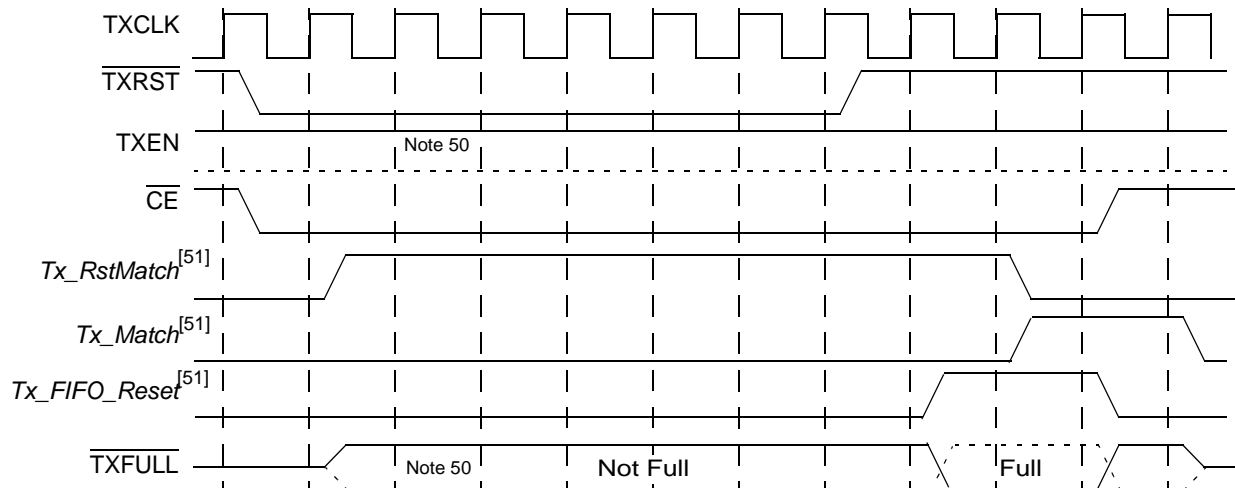 TXCLK
TXRST
TXEN
Note 50
CE
Tx_RstMatch[51]
Tx_Match[51]
Tx_FIFO_Reset[51]
TXFULL
Note 50
Not Full
Full